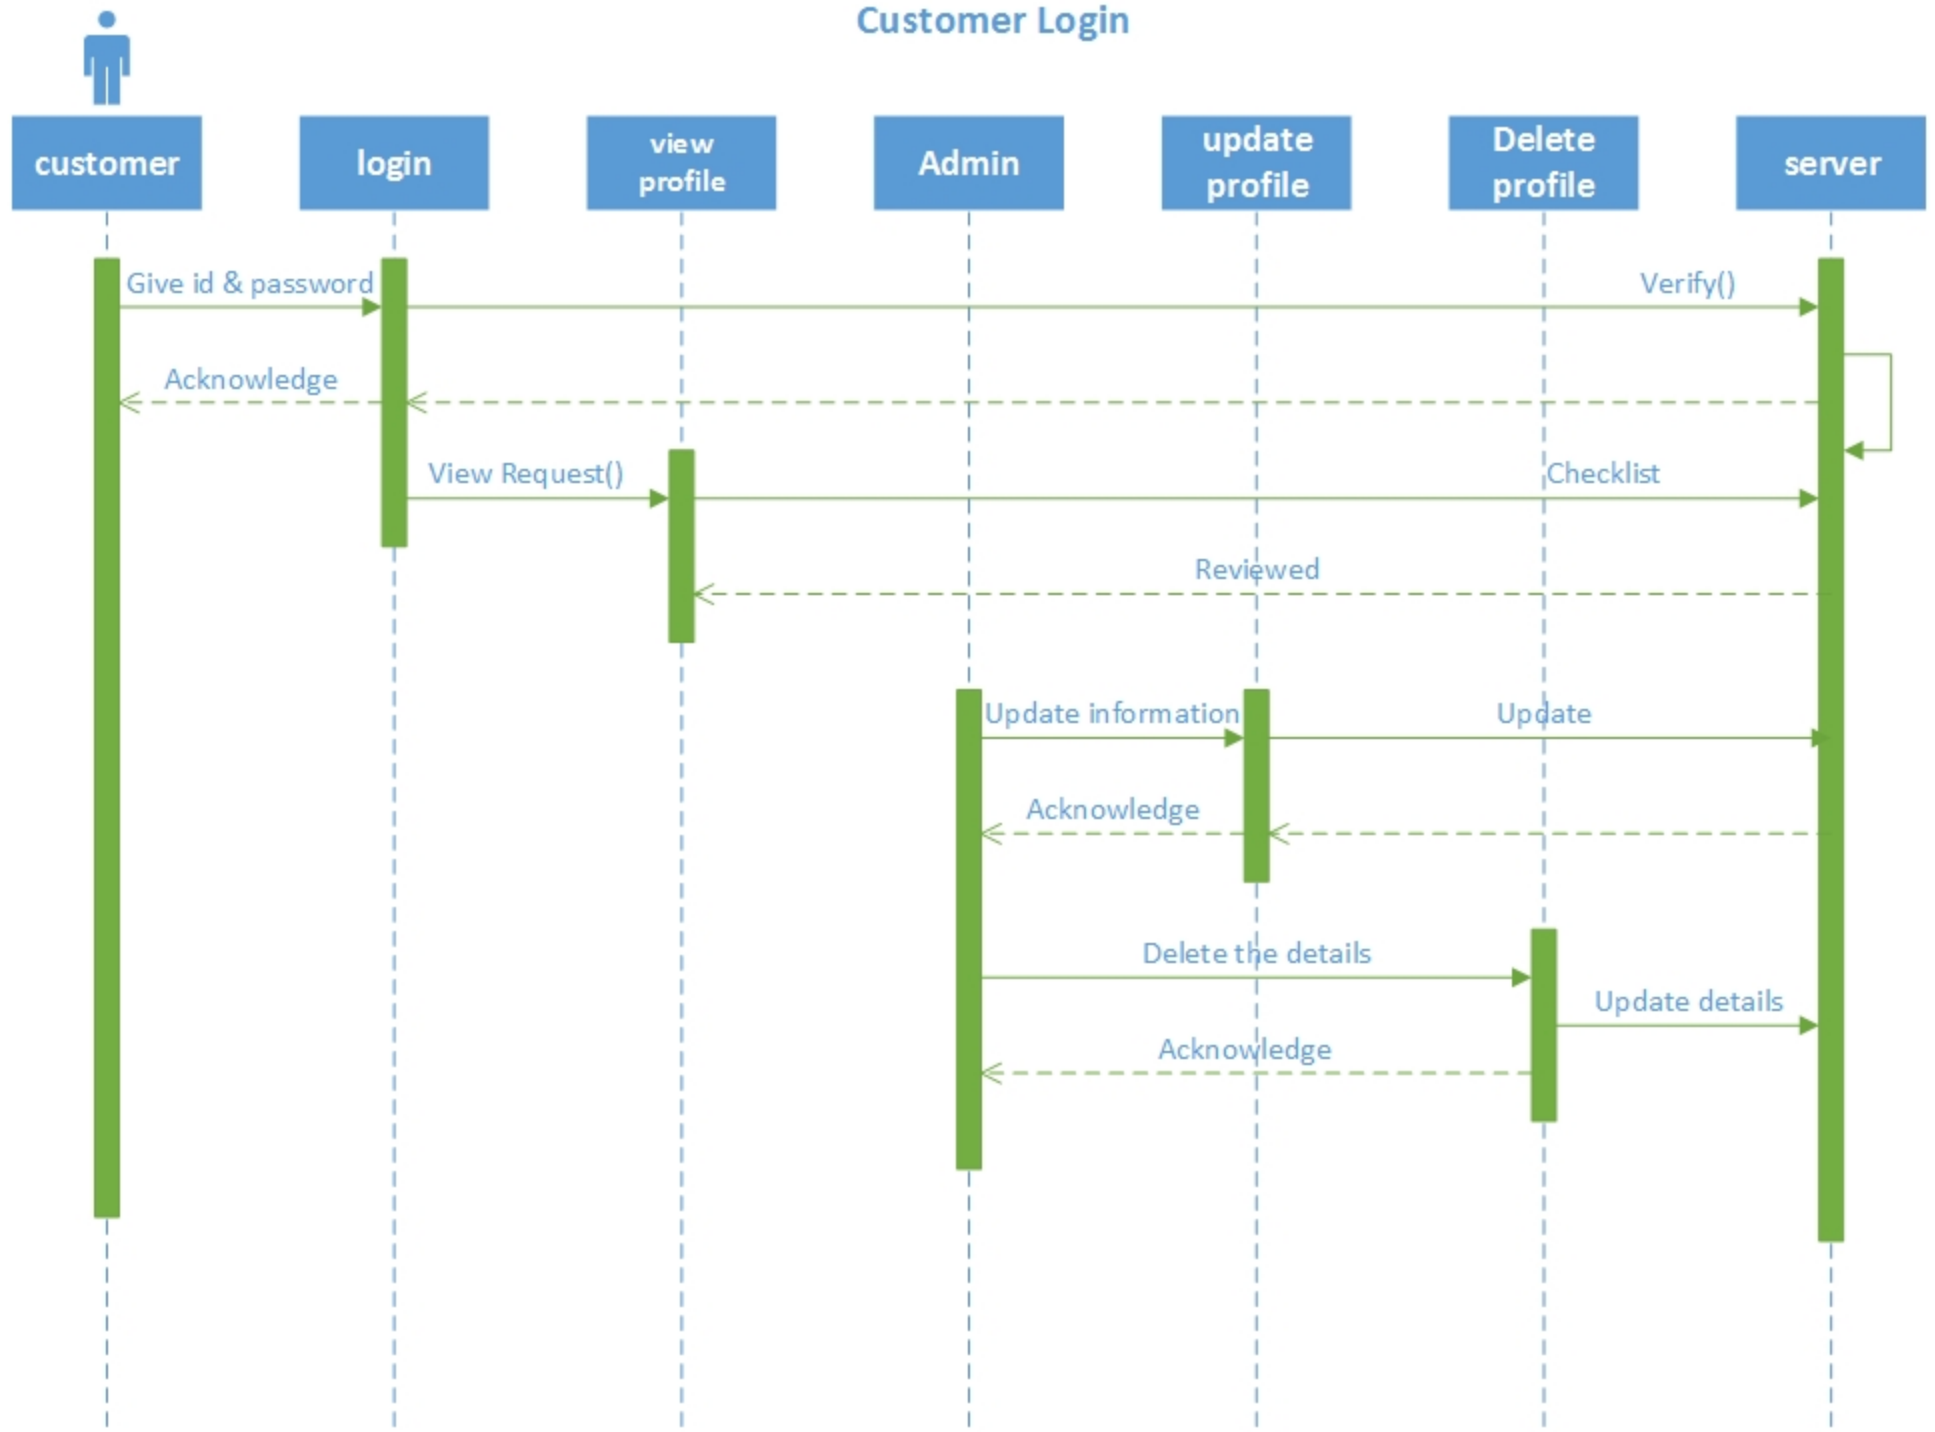 Customer Login
customer
login
view
profile
Admin
update
profile
Delete
profile
server
Give id & password
Verify()
Acknowledge
View Request()
Checklist
Reviewed
Update information
Update
Acknowledge
Delete the details
Update details
Acknowledge